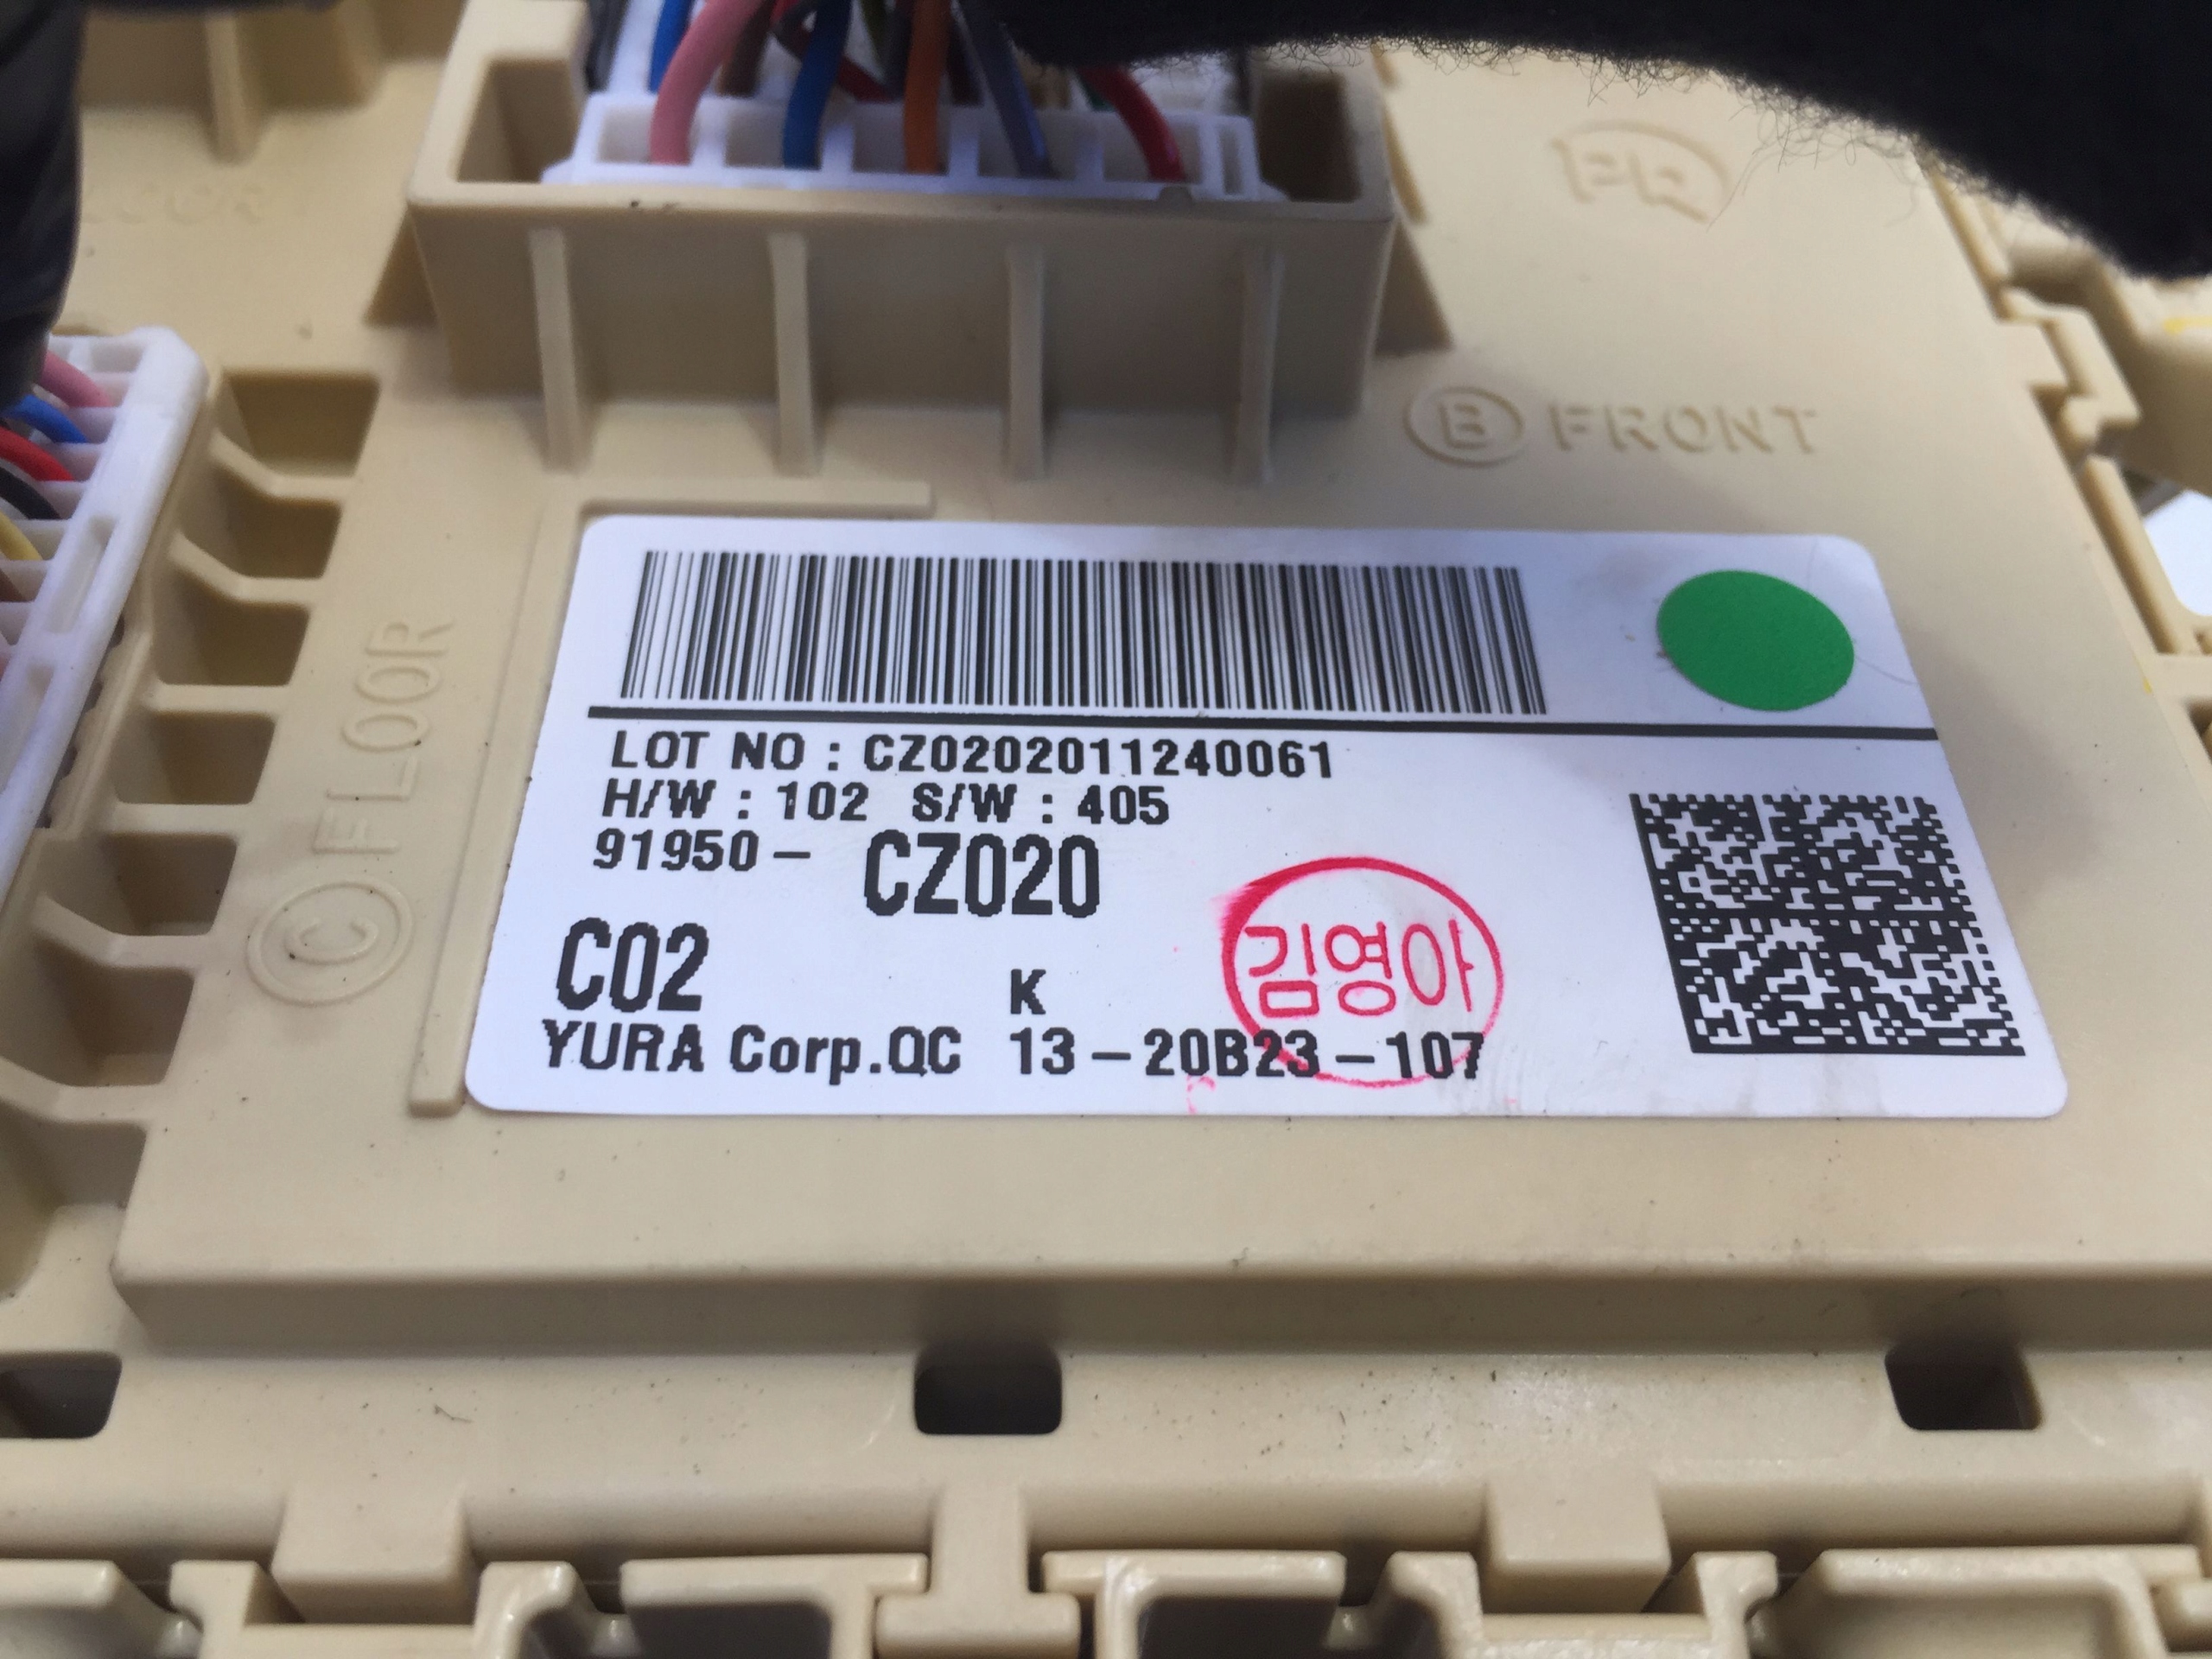 PR
B FRONT
C FLOOR
LOT NO : CZ0202011240061
H/W : 102 S/W : 405
91950 - CZ020
C02 K
김영아
YURA Corp.QC 13-20B23-107